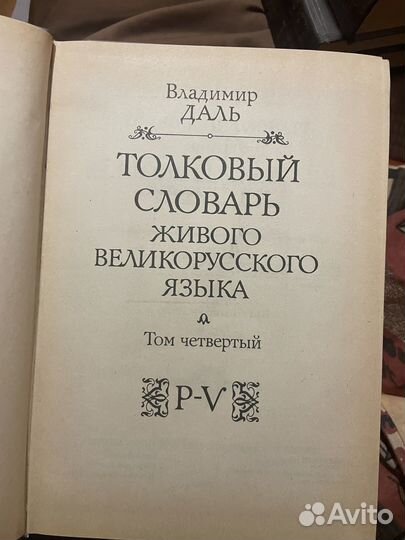 Владимир
ДАЛЬ
ТОЛКОВЫЙ
СЛОВАРЬ
ЖИВОГО
ВЕЛИКОРУССКОГО
ЯЗЫКА
Том четвертый
Р-Ѵ
Avito